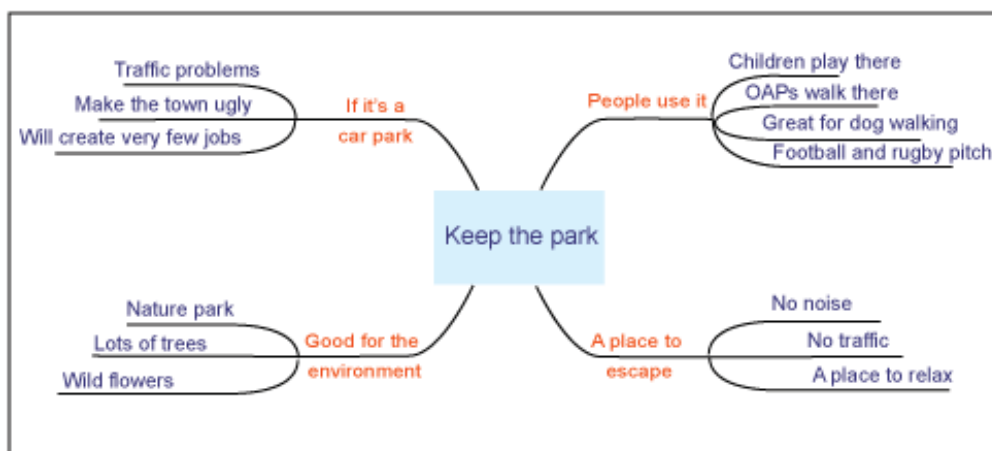 Traffic problems
Make the town ugly
Will create very few jobs
If it's a
car park
People use it
Children play there
OAPs walk there
Great for dog walking
Football and rugby pitch
Keep the park
Nature park
Lots of trees
Wild flowers
Good for the
environment
A place to
escape
No noise
No traffic
A place to relax